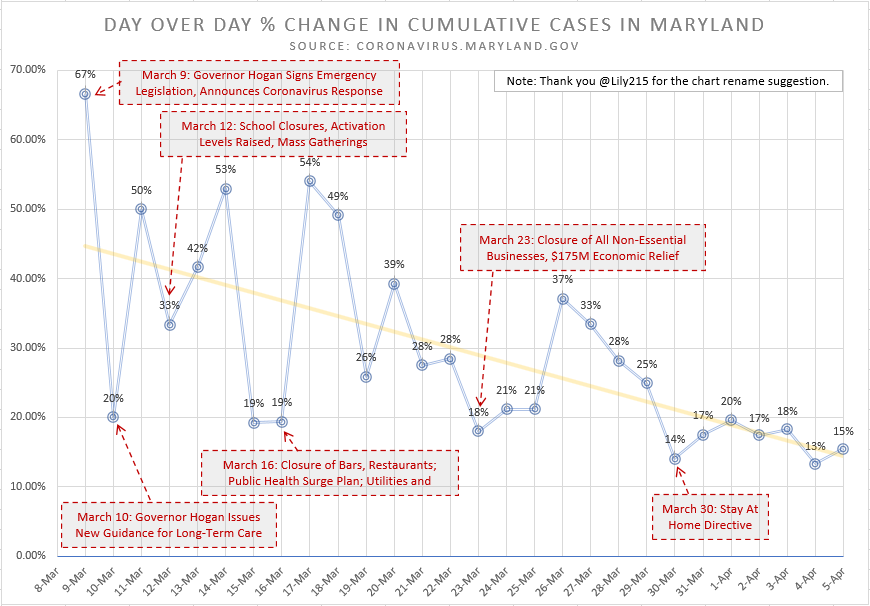 DAY OVER DAY % CHANGE IN CUMULATIVE CASES IN MARYLAND
SOURCE: CORONAVIRUS.MARYLAND.GOV
Note: Thank you @Lily215 for the chart rename suggestion.
70.00%
60.00%
50.00%
40.00%
30.00%
20.00%
10.00%
0.00%
March 9: Governor Hogan Signs Emergency
Legislation, Announces Coronavirus Response
March 12: School Closures, Activation
Levels Raised, Mass Gatherings
March 23: Closure of All Non-Essential
Businesses, $175M Economic Relief
March 16: Closure of Bars, Restaurants;
Public Health Surge Plan; Utilities and
March 10: Governor Hogan Issues
New Guidance for Long-Term Care
March 30: Stay At
Home Directive
67%
20%
50%
33%
42%
53%
19%
19%
54%
49%
26%
39%
28%
28%
18%
21%
21%
37%
33%
28%
25%
14%
17%
20%
17%
18%
13%
15%
8-Mar
9-Mar
10-Mar
11-Mar
12-Mar
13-Mar
14-Mar
15-Mar
16-Mar
17-Mar
18-Mar
19-Mar
20-Mar
21-Mar
22-Mar
23-Mar
24-Mar
25-Mar
26-Mar
27-Mar
28-Mar
29-Mar
30-Mar
31-Mar
1-Apr
2-Apr
3-Apr
4-Apr
5-Apr